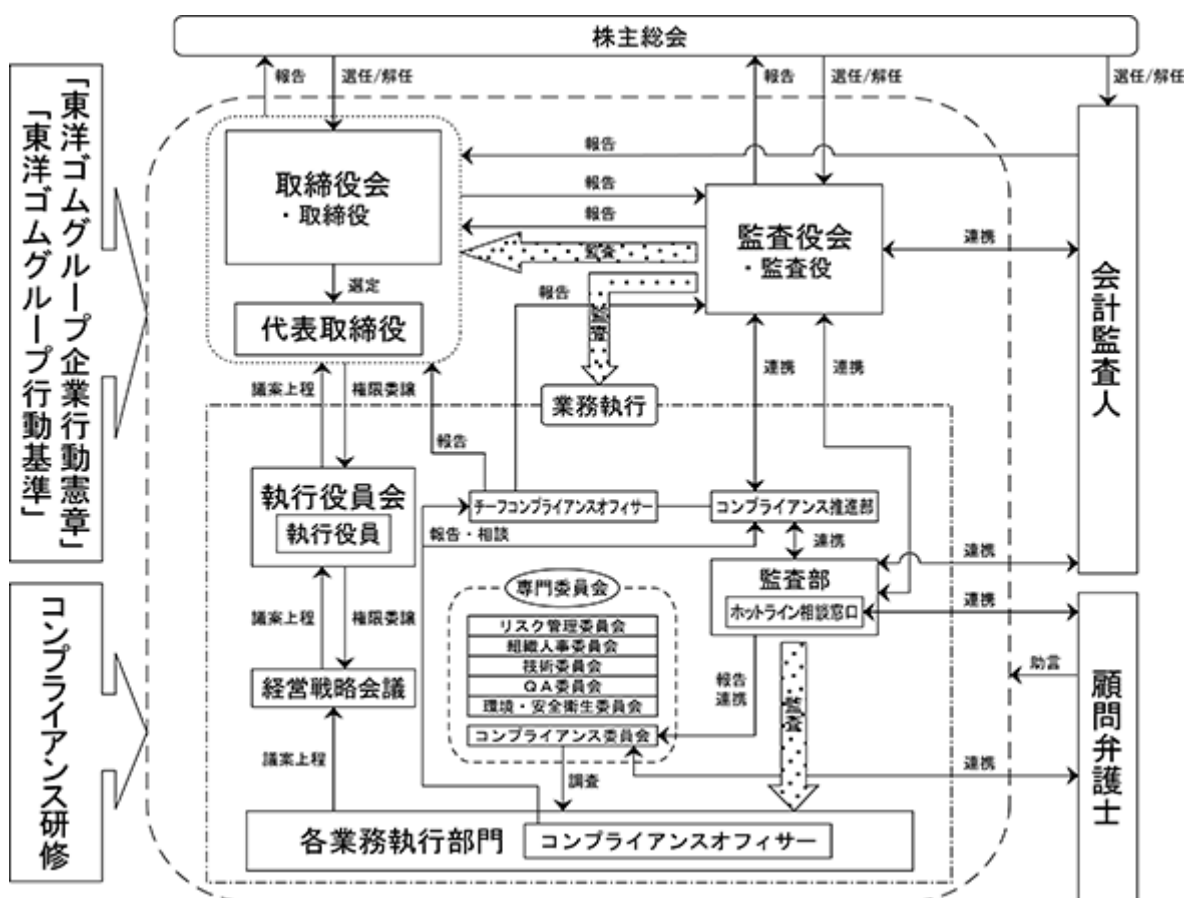 株主総会
報告
選任/解任
報告
選任/解任
選任/解任
「東洋ゴムグループ企業行動憲章」
「東洋ゴムグループ行動基準」
取締役会
・取締役
選定
代表取締役
報告
報告
報告
監査
監査役会
・監査役
連携
会計監査人
報告
監査
業務執行
連携
連携
議案上程
権限委譲
報告
執行役員会
執行役員
チーフコンプライアンスオフィサー
コンプライアンス推進部
報告・相談
連携
連携
監査部
ホットライン相談窓口
連携
コンプライアンス研修
議案上程
権限委譲
専門委員会
リスク管理委員会
組織人事委員会
技術委員会
QA委員会
環境・安全衛生委員会
コンプライアンス委員会
経営戦略会議
報告
連携
監査
助言
顧問弁護士
議案上程
調査
連携
各業務執行部門
コンプライアンスオフィサー